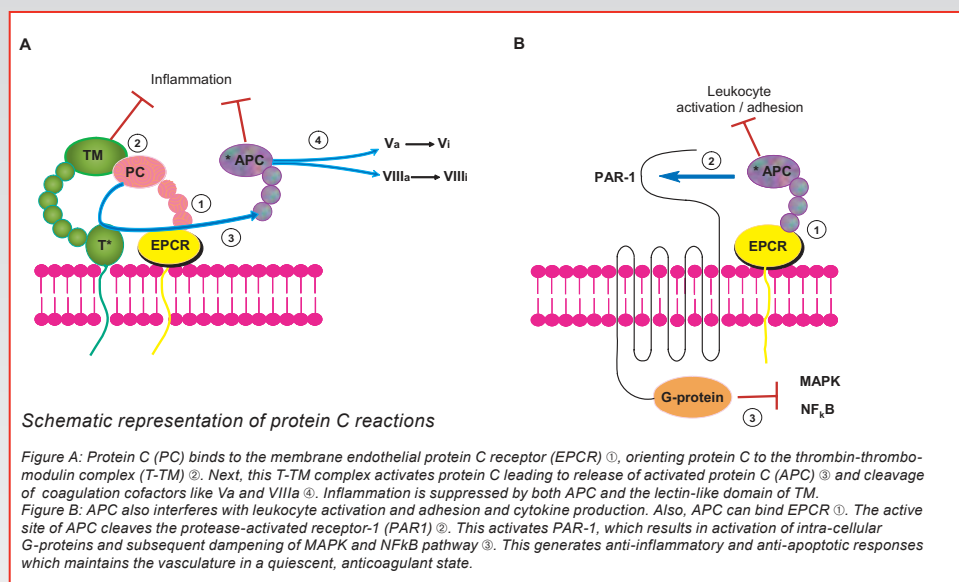 A
Inflammation
TM
②
PC
* APC
④
Va → Vi
VIIIa → VIIIi
①
③
T*
EPCR
B
Leukocyte
activation / adhesion
②
* APC
PAR-1
①
EPCR
G-protein
③
MAPK
NFkB
Schematic representation of protein C reactions
Figure A: Protein C (PC) binds to the membrane endothelial protein C receptor (EPCR) ①, orienting protein C to the thrombin-thrombo-
modulin complex (T-TM) ②. Next, this T-TM complex activates protein C leading to release of activated protein C (APC) ③ and cleavage
of coagulation cofactors like Va and VIIIa ④. Inflammation is suppressed by both APC and the lectin-like domain of TM.
Figure B: APC also interferes with leukocyte activation and adhesion and cytokine production. Also, APC can bind EPCR ①. The active
site of APC cleaves the protease-activated receptor-1 (PAR1) ②. This activates PAR-1, which results in activation of intra-cellular
G-proteins and subsequent dampening of MAPK and NFkB pathway ③. This generates anti-inflammatory and anti-apoptotic responses
which maintains the vasculature in a quiescent, anticoagulant state.